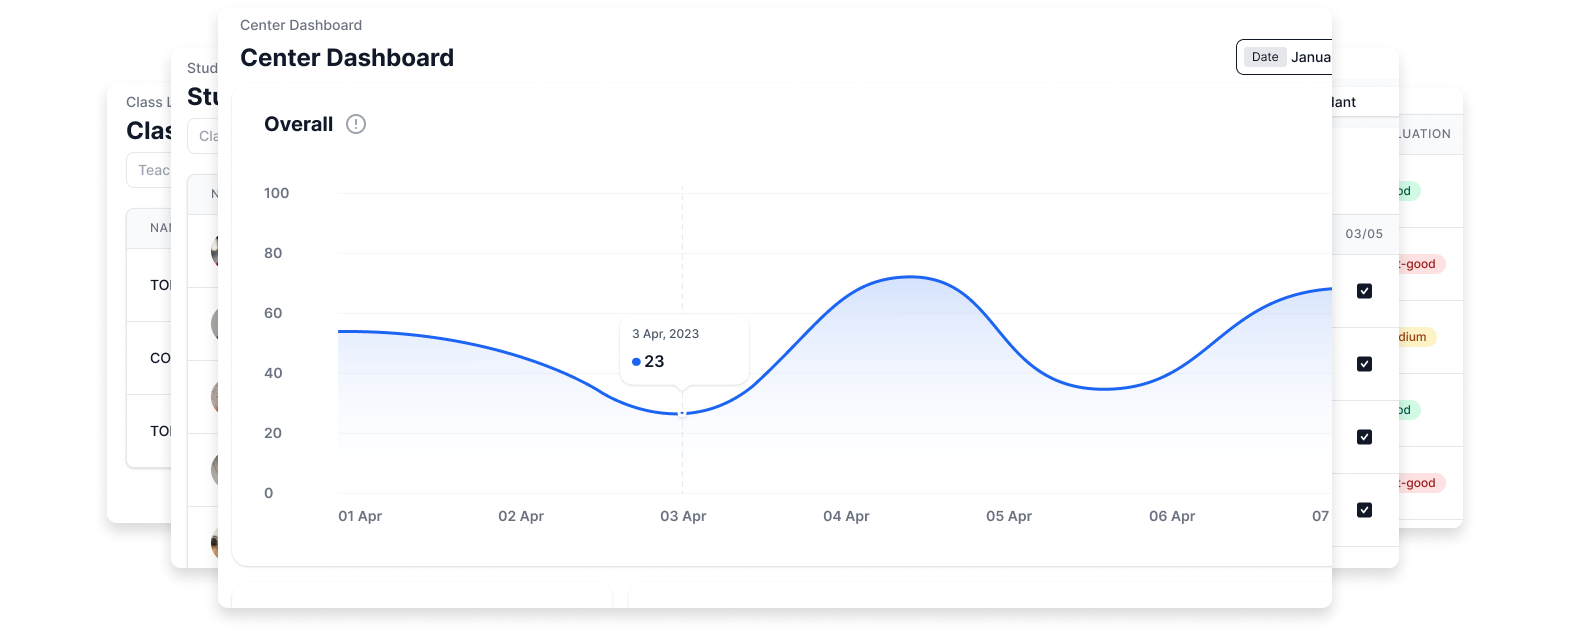 Center Dashboard
Center Dashboard
Date Janua
Overall
100
80
60
40
20
0
3 Apr, 2023
23
01 Apr 02 Apr 03 Apr 04 Apr 05 Apr 06 Apr 07
Stud
Stu
Cla
N
Class L
Clas
Teac
NAM
TO
CO
TO
lant
03/05
LUATION
od
t-good
dium
od
t-good